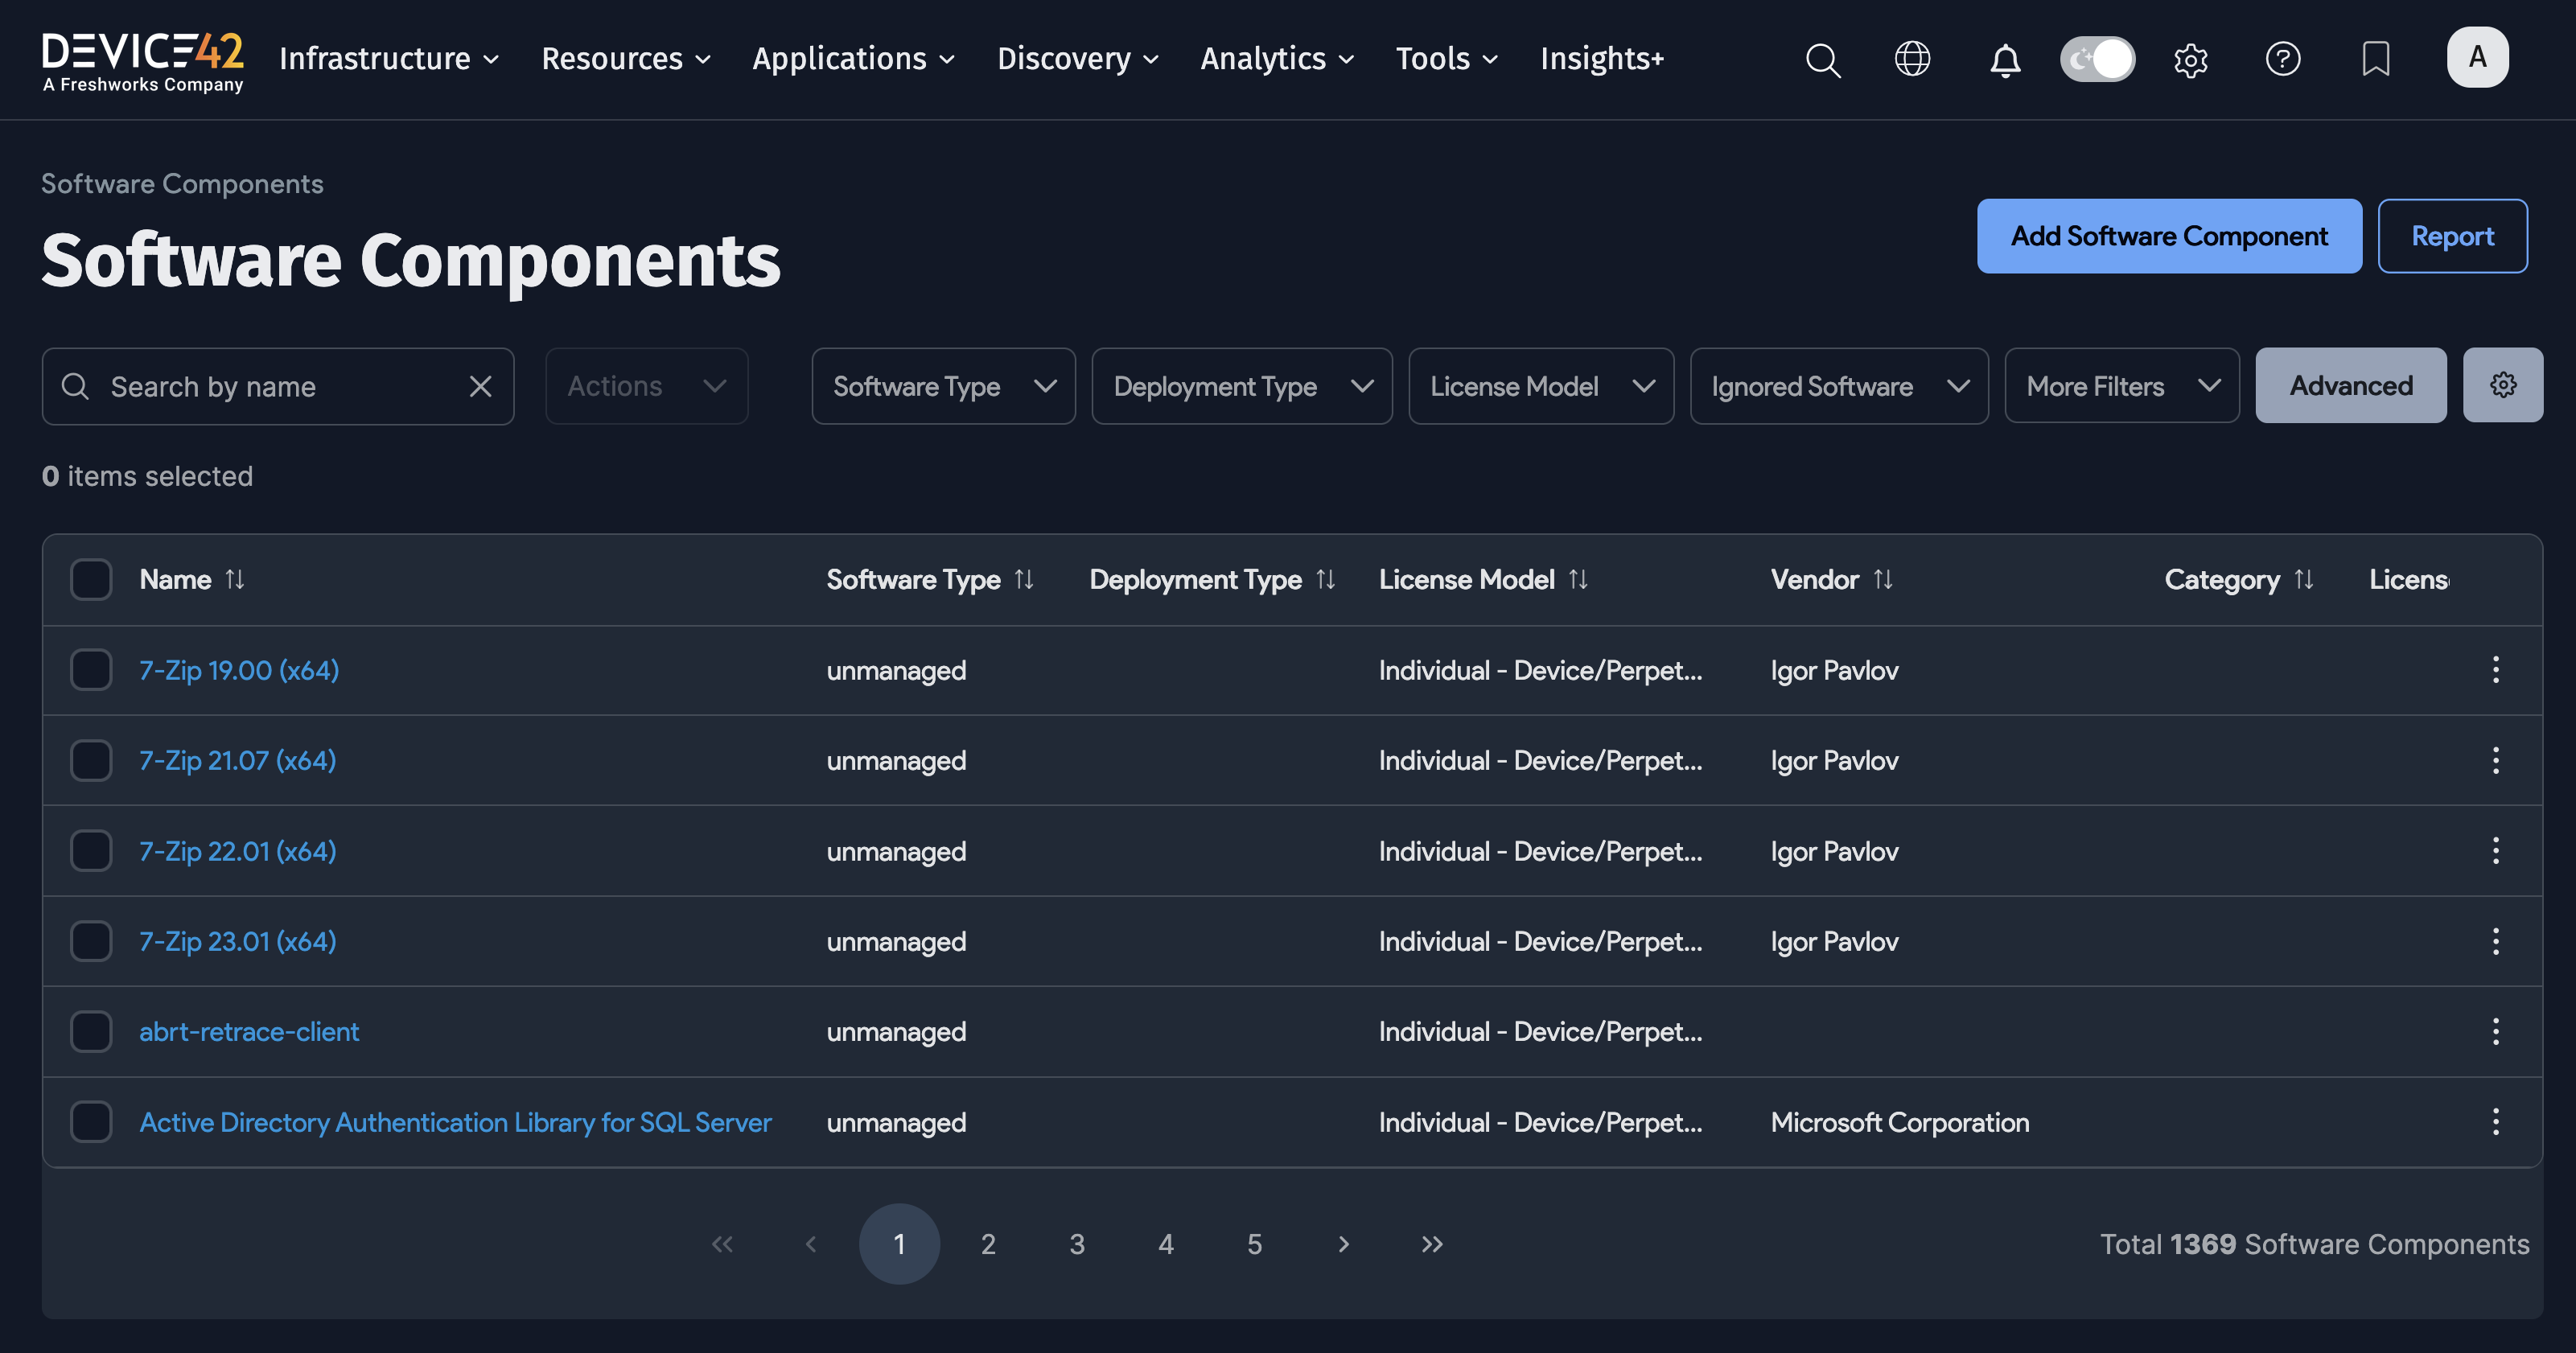 DEVICE42
A Freshworks Company
Infrastructure Resources Applications Discovery Analytics Tools Insights+
A
Software Components
Software Components
Add Software Component Report
Search by name Actions Software Type Deployment Type License Model Ignored Software More Filters Advanced
0 items selected
Name Software Type Deployment Type License Model Vendor Category Licens
7-Zip 19.00 (x64) unmanaged Individual - Device/Perpet... Igor Pavlov
7-Zip 21.07 (x64) unmanaged Individual - Device/Perpet... Igor Pavlov
7-Zip 22.01 (x64) unmanaged Individual - Device/Perpet... Igor Pavlov
7-Zip 23.01 (x64) unmanaged Individual - Device/Perpet... Igor Pavlov
abrt-retrace-client unmanaged Individual - Device/Perpet...
Active Directory Authentication Library for SQL Server unmanaged Individual - Device/Perpet... Microsoft Corporation
« ‹ 1 2 3 4 5 › » Total 1369 Software Components